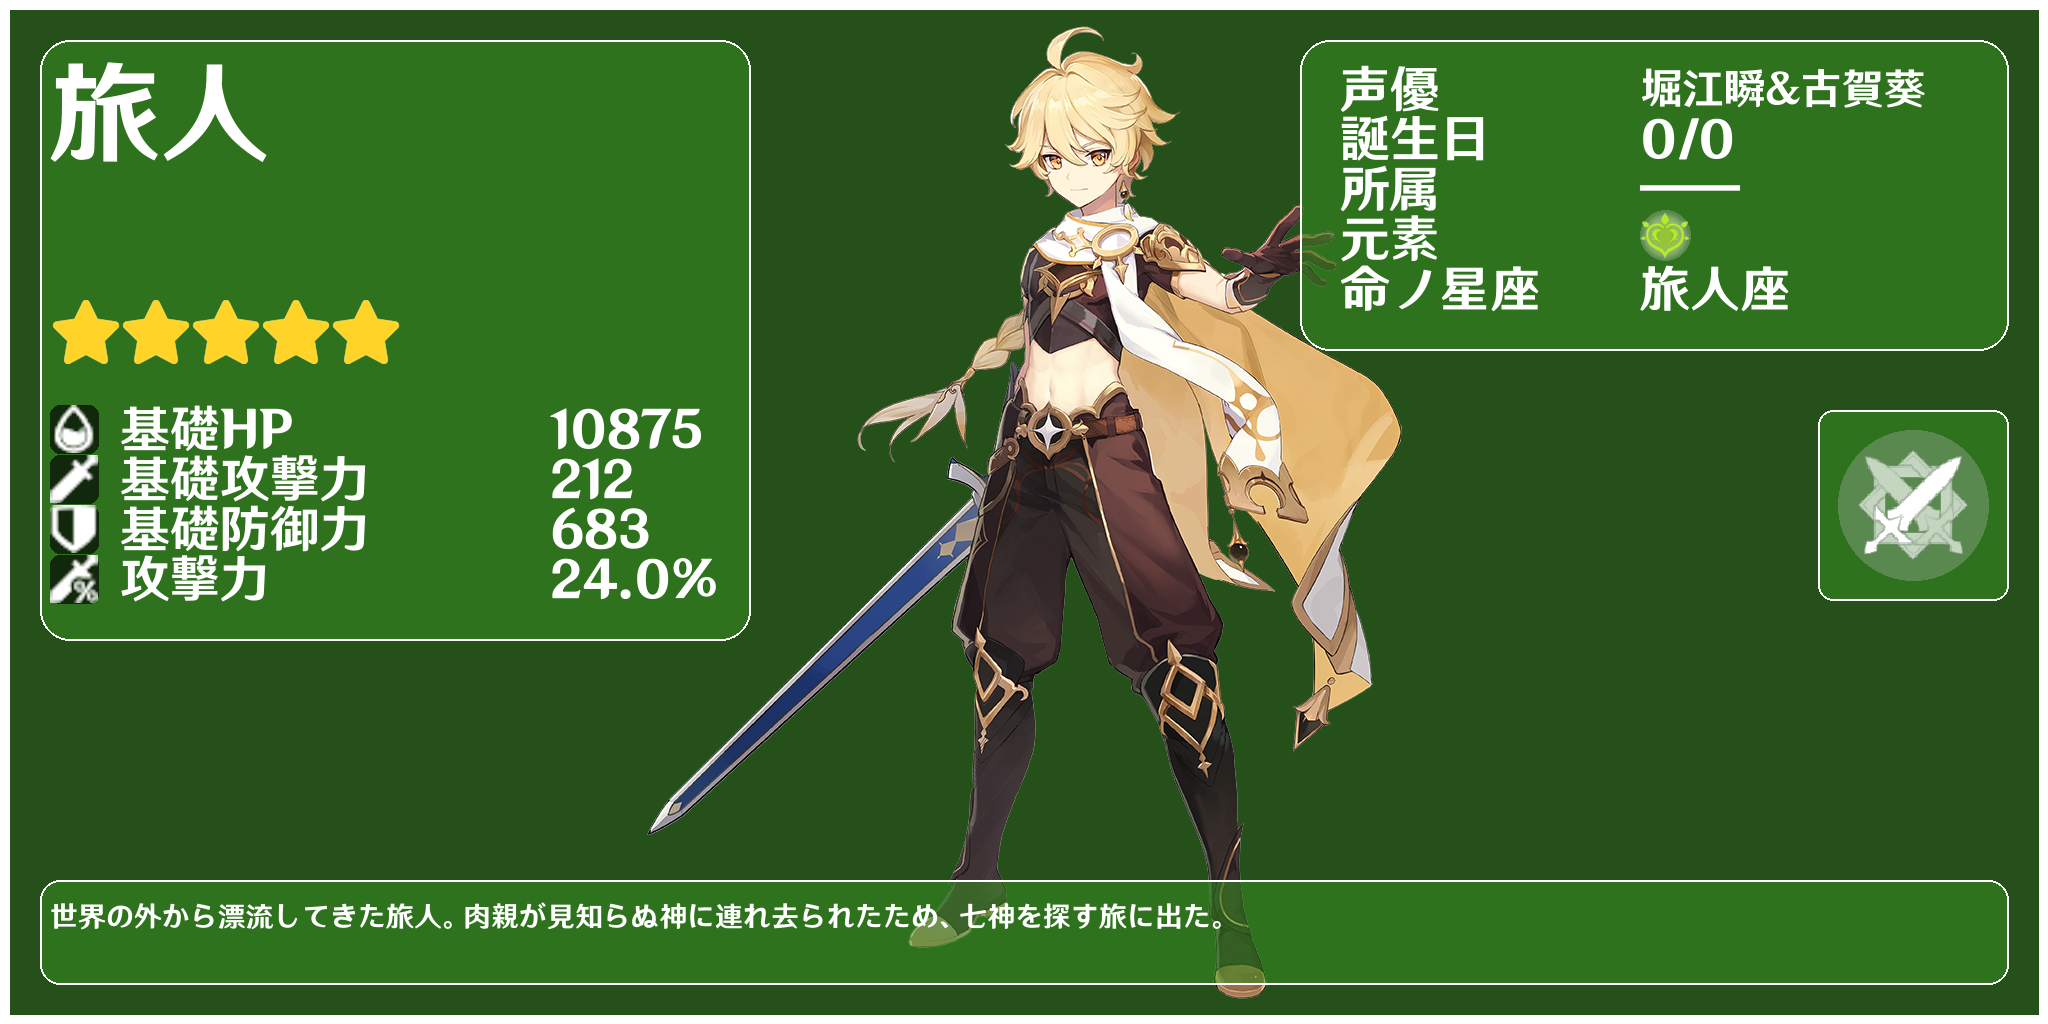 旅人
基礎HP 10875
基礎攻撃力 212
基礎防御力 683
攻撃力 24.0%
声優 堀江瞬&古賀葵
誕生日 0/0
所属 ━━
元素
命ノ星座 旅人座
世界の外から漂流してきた旅人。肉親が見知らぬ神に連れ去られたため、七神を探す旅に出た。